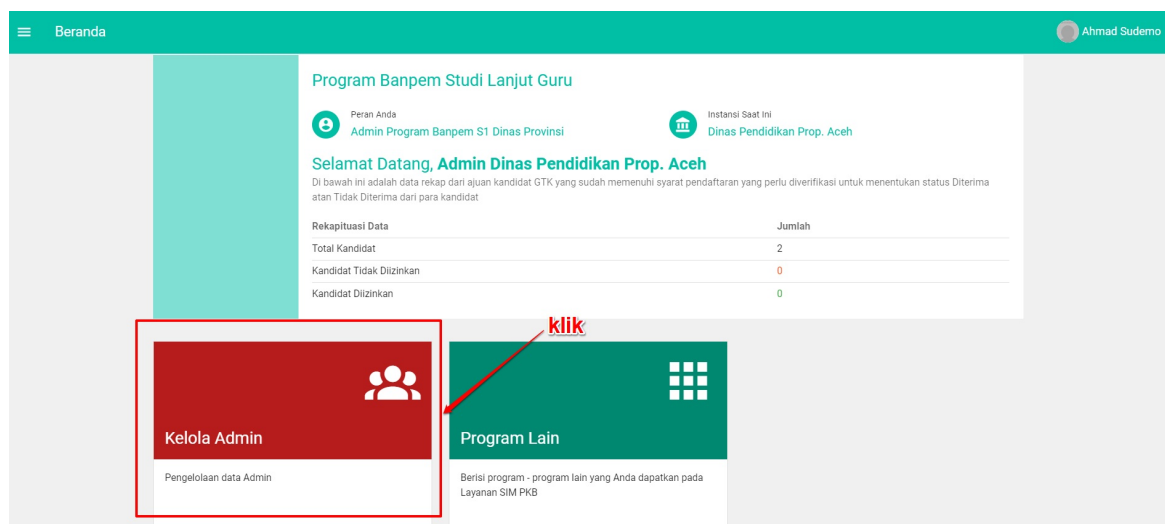 Beranda
Ahmad Sudemo
Program Banpem Studi Lanjut Guru
Peran Anda
Admin Program Banpem S1 Dinas Provinsi
Instansi Saat Ini
Dinas Pendidikan Prop. Aceh
Selamat Datang, Admin Dinas Pendidikan Prop. Aceh
Di bawah ini adalah data rekap dari ajuan kandidat GTK yang sudah memenuhi syarat pendaftaran yang perlu diverifikasi untuk menentukan status Diterima
atan Tidak Diterima dari para kandidat
Rekapituasi Data Jumlah
Total Kandidat 2
Kandidat Tidak Diizinkan 0
Kandidat Diizinkan 0
klik
Kelola Admin
Pengelolaan data Admin
Program Lain
Berisi program - program lain yang Anda dapatkan pada
Layanan SIM PKB